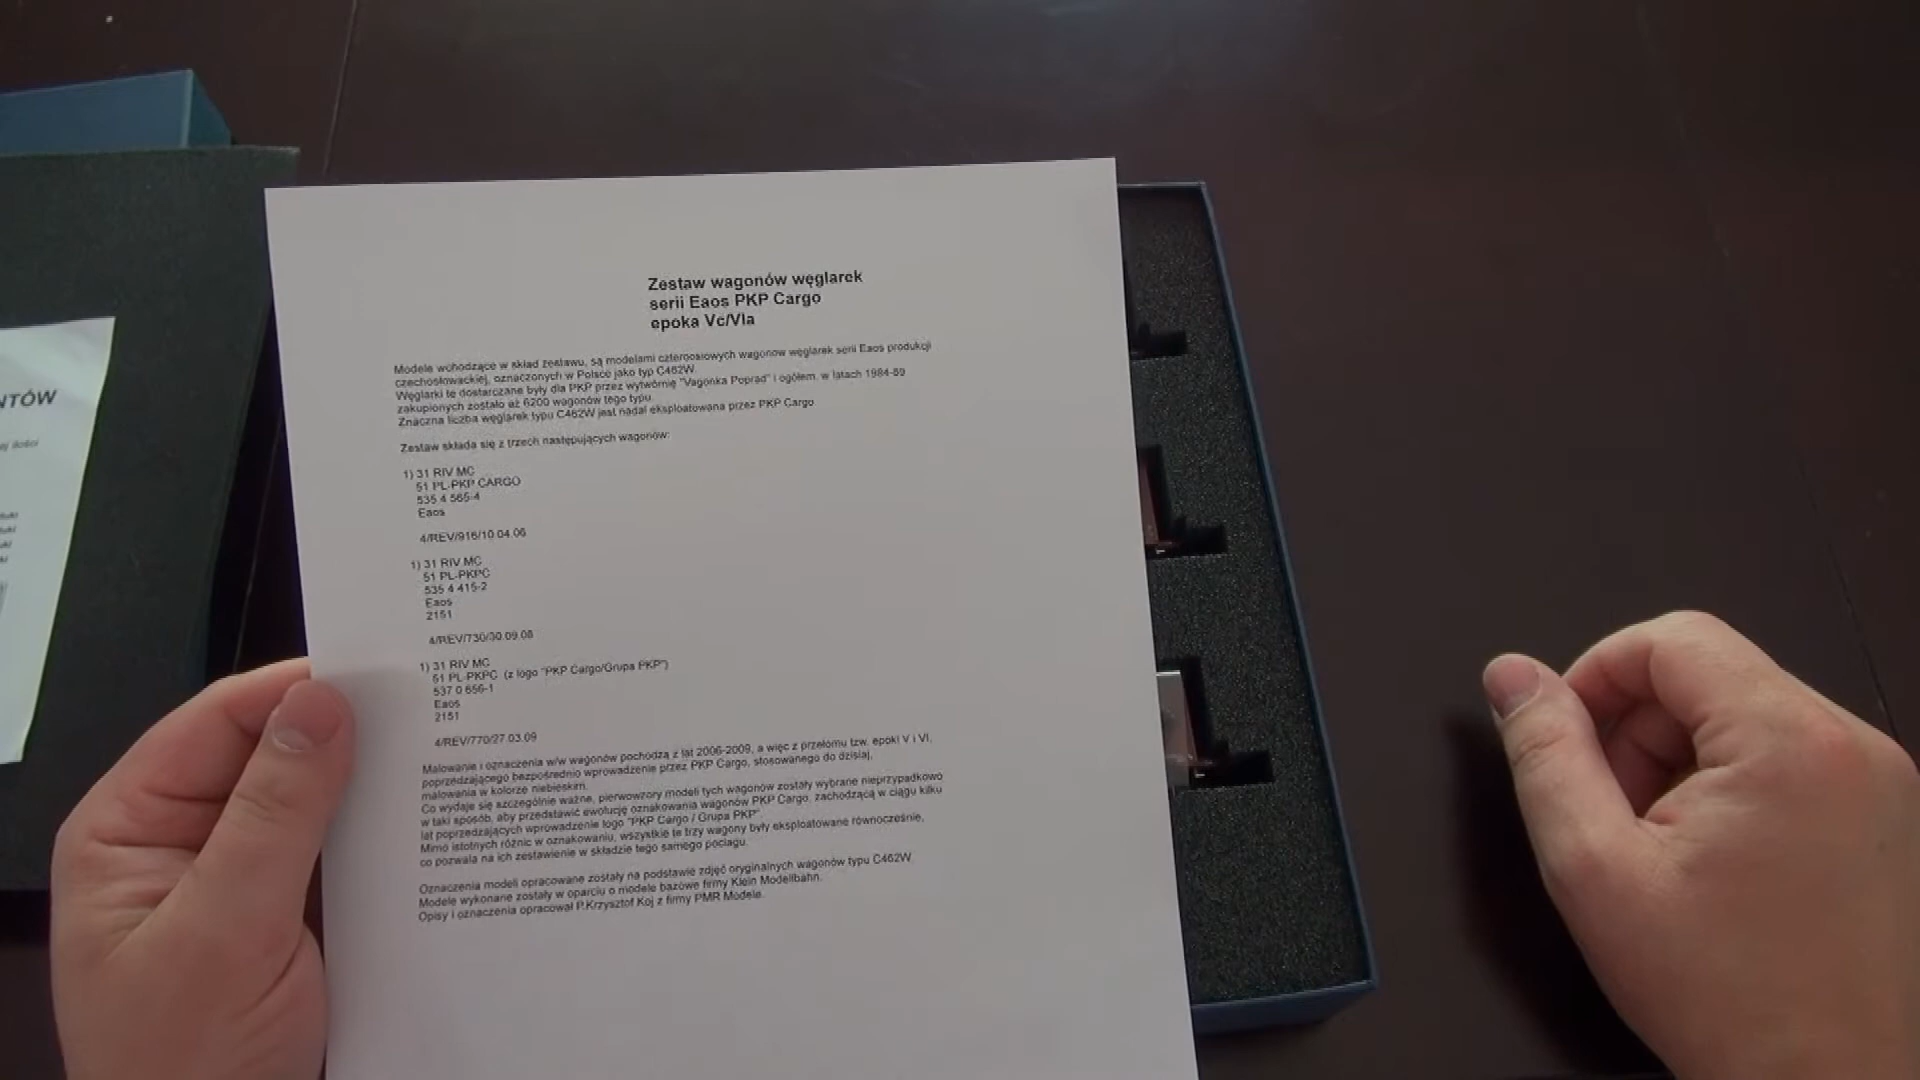 Zestaw wagonów węglarek
serii Eaos PKP Cargo
epoka Vc/VIa
Modele wchodzące w skład zestawu, są modelami czteroosiowych wagonów węglarek serii Eaos produkcji
czechosłowackiej, oznaczonych w Polsce jako typ C462W.
Węglarki te dostarczane były dla PKP przez wytwórnię "Vagonka Poprad" i ogółem, w latach 1984-89
zakupionych zostało aż 6200 wagonów tego typu.
Znaczna liczba węglarek typu C462W jest nadal eksploatowana przez PKP Cargo
Zestaw składa się z trzech następujących wagonów:
1) 31 RIV MC
51 PL-PKP CARGO
535 4 565-4
Eaos
4/REV/916/10.04.06
1) 31 RIV MC
51 PL-PKPC
535 4 415-2
Eaos
2151
4/REV/730/30.09.08
1) 31 RIV MC
51 PL-PKPC (z logo "PKP Cargo/Grupa PKP")
537 0 656-1
Eaos
2151
4/REV/770/27.03.09
Malowanie i oznaczenia w/w wagonów pochodzą z lat 2006-2009, a więc z przełomu tzw. epoki V i VI,
poprzedzającego bezpośrednio wprowadzenie przez PKP Cargo, stosowanego do dzisiaj,
malowania w kolorze niebieskim.
Co wydaje się szczególnie ważne, pierwowzory modeli tych wagonów zostały wybrane nieprzypadkowo
w taki sposób, aby przedstawić ewolucję oznakowania wagonów PKP Cargo, zachodzącą w ciągu kilku
lat poprzedzających wprowadzenie logo "PKP Cargo / Grupa PKP".
Mimo istotnych różnic w oznakowaniu, wszystkie te trzy wagony były eksploatowane równocześnie,
co pozwala na ich zestawienie w składzie tego samego pociągu.
Oznaczenia modeli opracowane zostały na podstawie zdjęć oryginalnych wagonów typu C462W.
Modele wykonane zostały w oparciu o modele bazowe firmy Klein Modellbahn.
Opisy i oznaczenia opracował P.Krzysztof Koj z firmy PMR Modele.
NTÓW
ej ilości